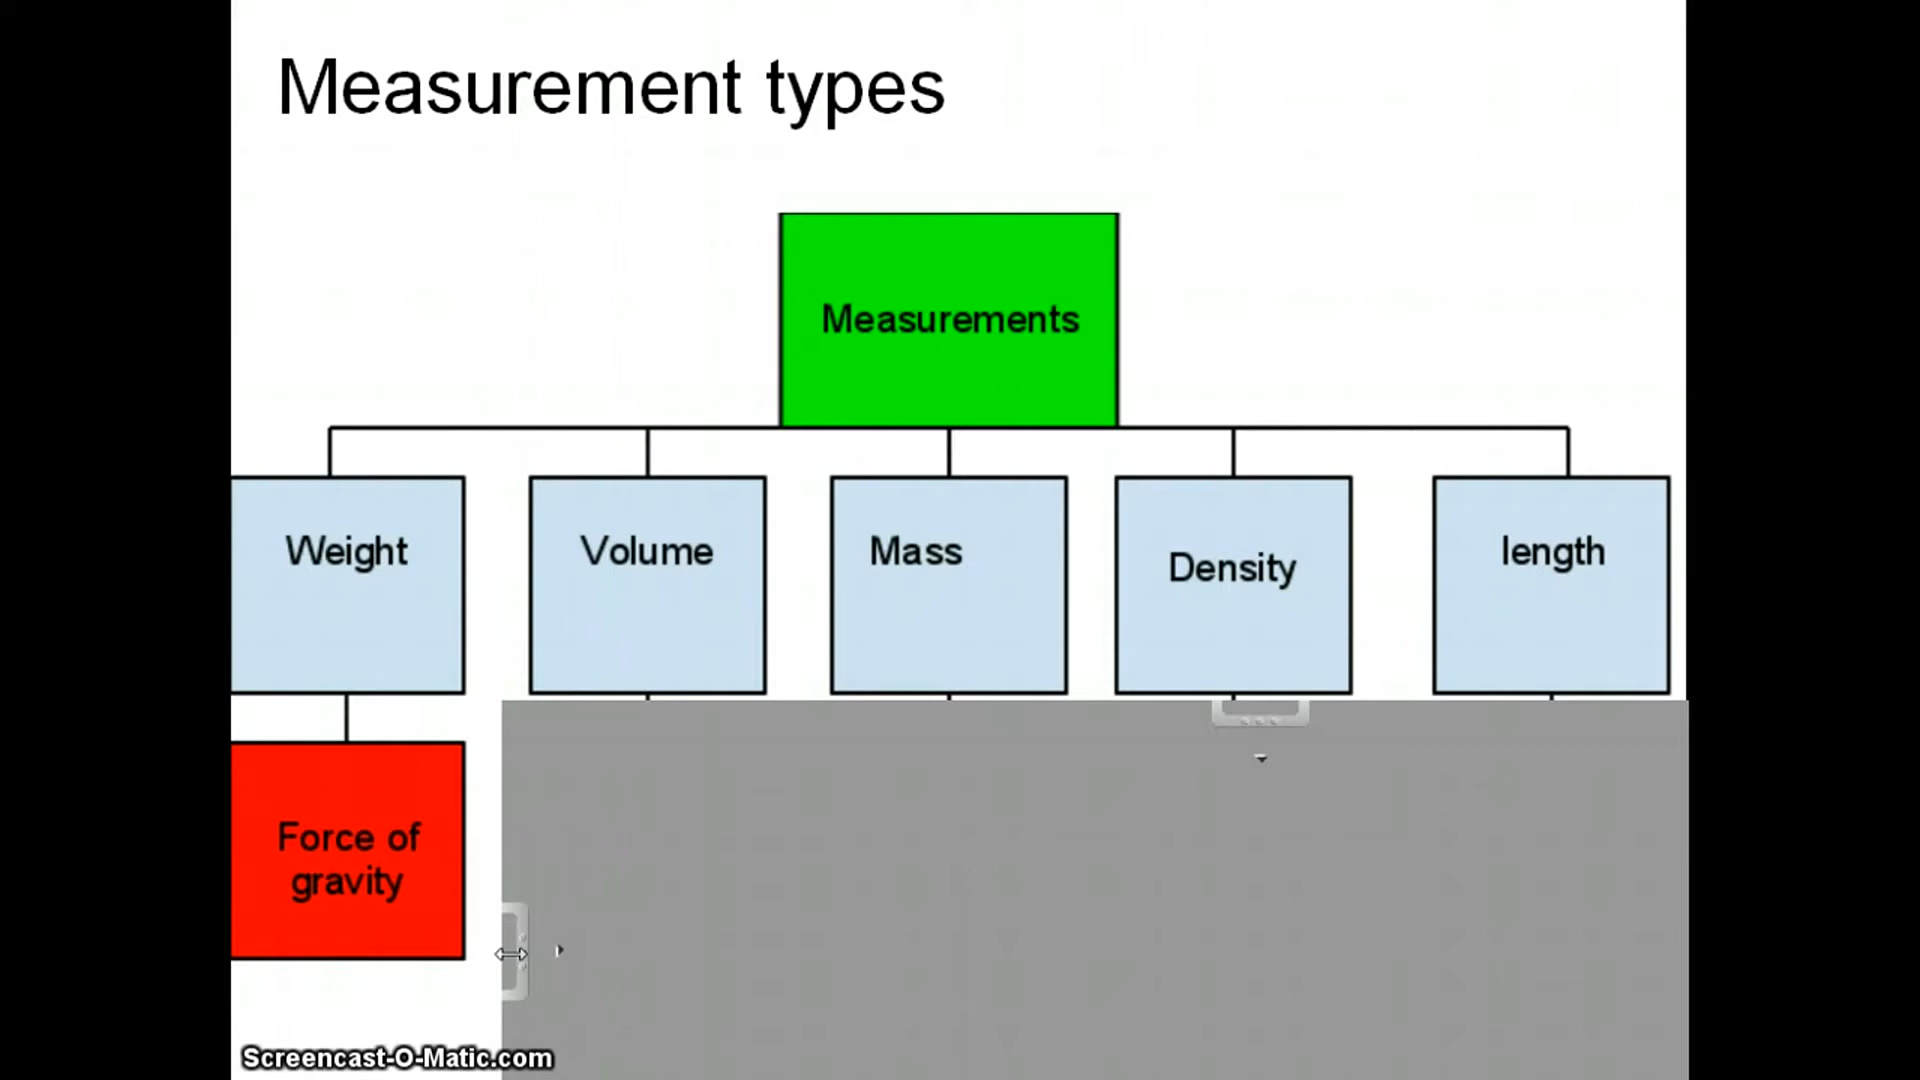 Measurement types
Measurements
Weight
Volume
Mass
Density
length
Force of
gravity
Screencast-O-Matic.com